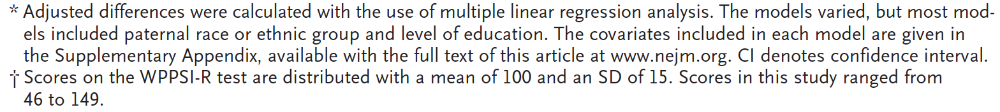 * Adjusted differences were calculated with the use of multiple linear regression analysis. The models varied, but most mod-
els included paternal race or ethnic group and level of education. The covariates included in each model are given in
the Supplementary Appendix, available with the full text of this article at www.nejm.org. CI denotes confidence interval.
† Scores on the WPPSI-R test are distributed with a mean of 100 and an SD of 15. Scores in this study ranged from
46 to 149.